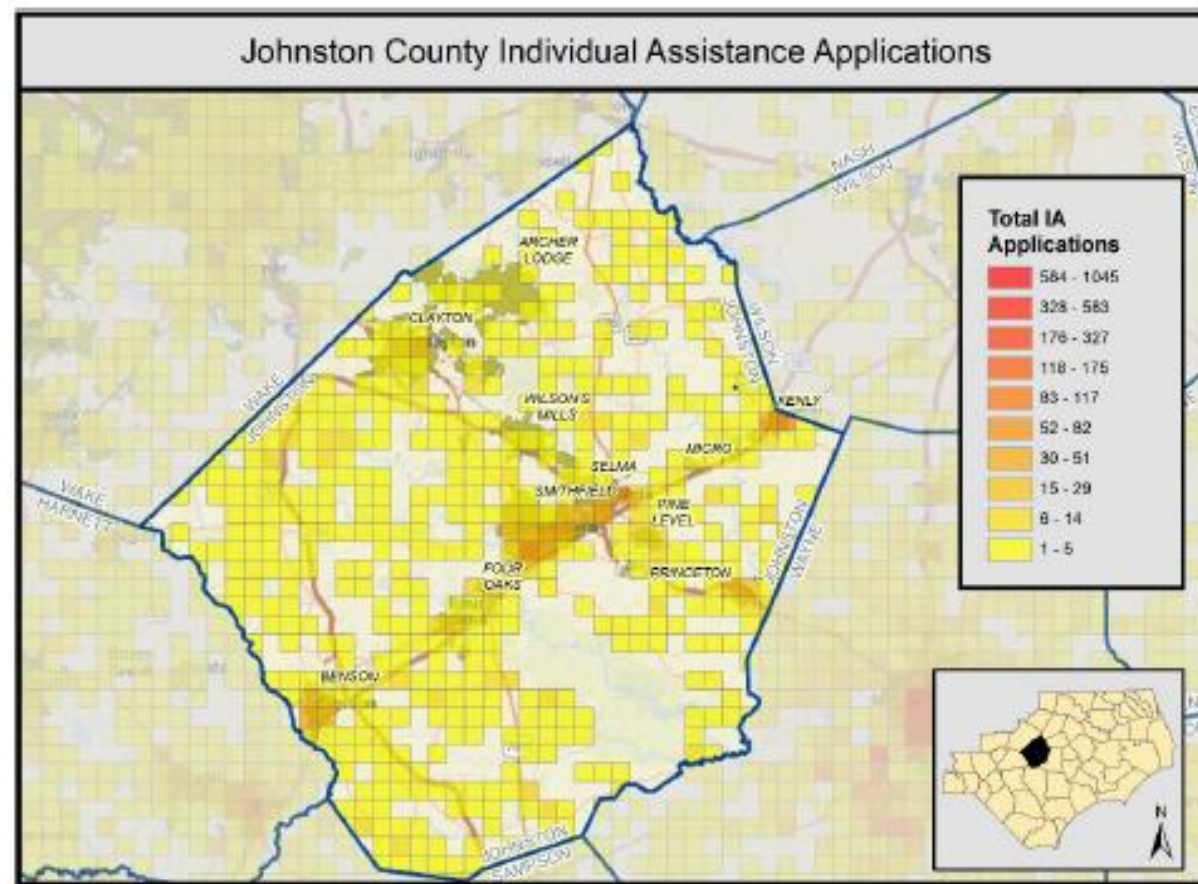 Johnston County Individual Assistance Applications
NASH
WILSON
WILSON
Total IA
Applications
584 - 1045
328 - 583
176 - 327
118 - 175
83 - 117
52 - 82
30 - 51
15 - 29
6 - 14
1 - 5
ARCHER
LODGE
CLAYTON
WAKE
JOHNSTON
WILSON
JOHNSTON
WILSON'S
MILLS
KENLY
MICRO
SELMA
SMITHFIELD
PINE
LEVEL
WAKE
HARNETT
FOUR
OAKS
PRINCETON
JOHNSTON
WAYNE
BENSON
JOHNSTON
SAMPSON
N